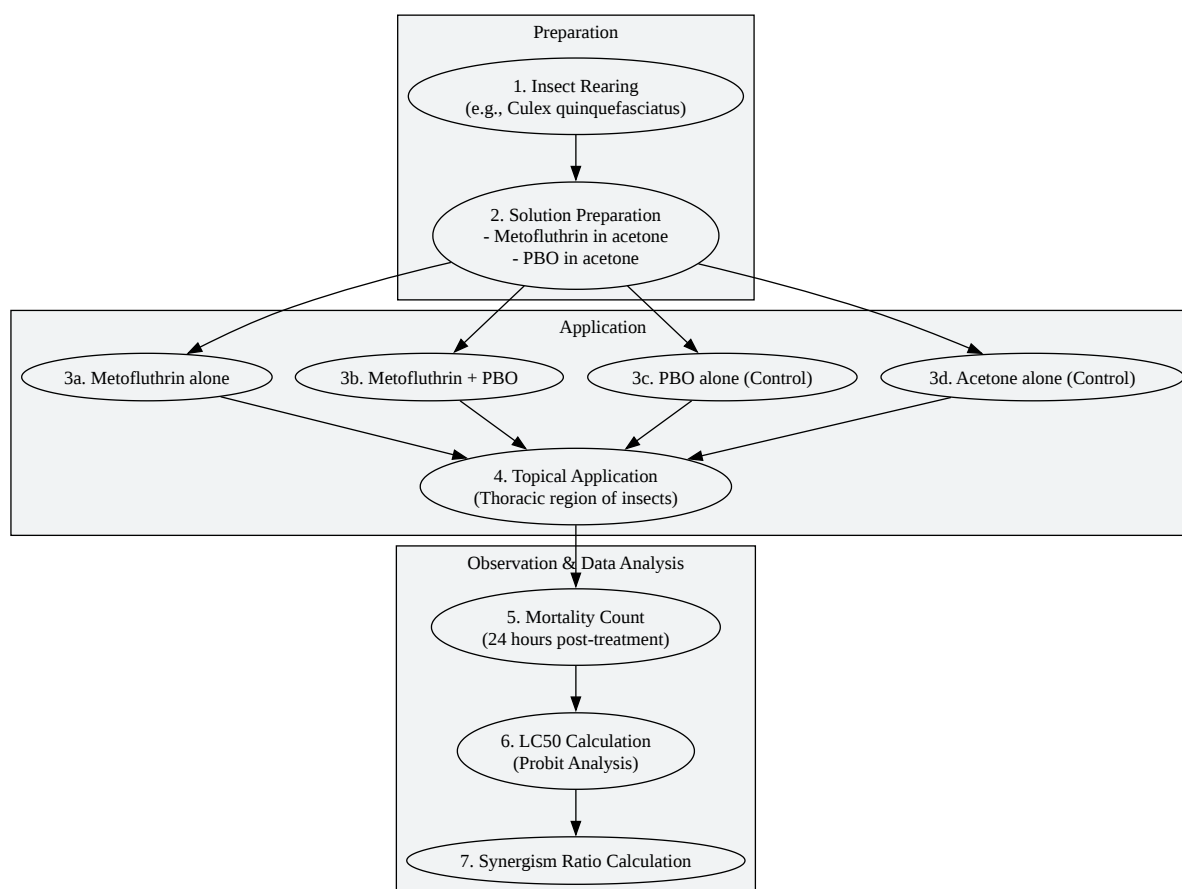 Preparation
1. Insect Rearing
(e.g., Culex quinquefasciatus)
2. Solution Preparation
- Metofluthrin in acetone
- PBO in acetone
Application
3a. Metofluthrin alone
3b. Metofluthrin + PBO
3c. PBO alone (Control)
3d. Acetone alone (Control)
4. Topical Application
(Thoracic region of insects)
Observation & Data Analysis
5. Mortality Count
(24 hours post-treatment)
6. LC50 Calculation
(Probit Analysis)
7. Synergism Ratio Calculation